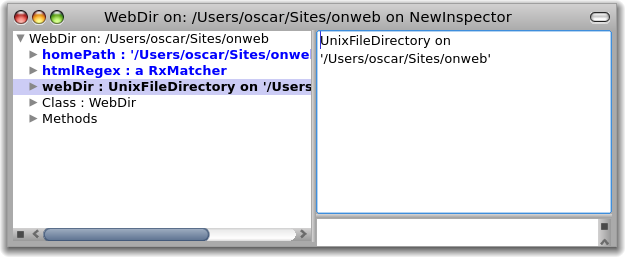 WebDir on: /Users/oscar/Sites/onweb on NewInspector
WebDir on: /Users/oscar/Sites/onweb
homePath : '/Users/oscar/Sites/onwe
htmlRegex : a RxMatcher
webDir : UnixFileDirectory on '/Users
Class : WebDir
Methods
UnixFileDirectory on
'/Users/oscar/Sites/onweb'